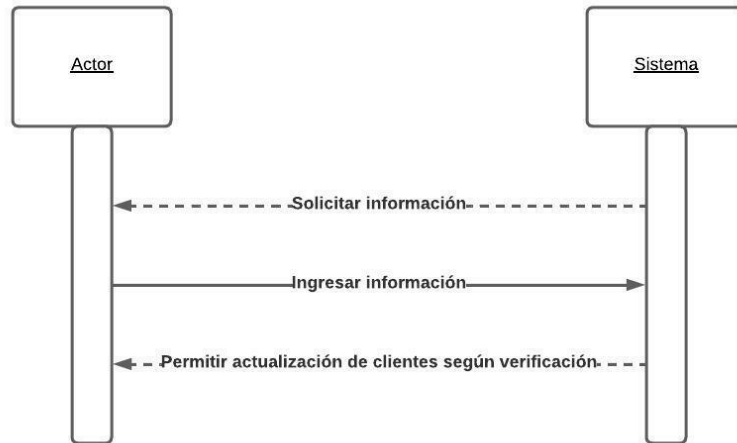 Actor
Sistema
Solicitar información
Ingresar información
Permitir actualización de clientes según verificación